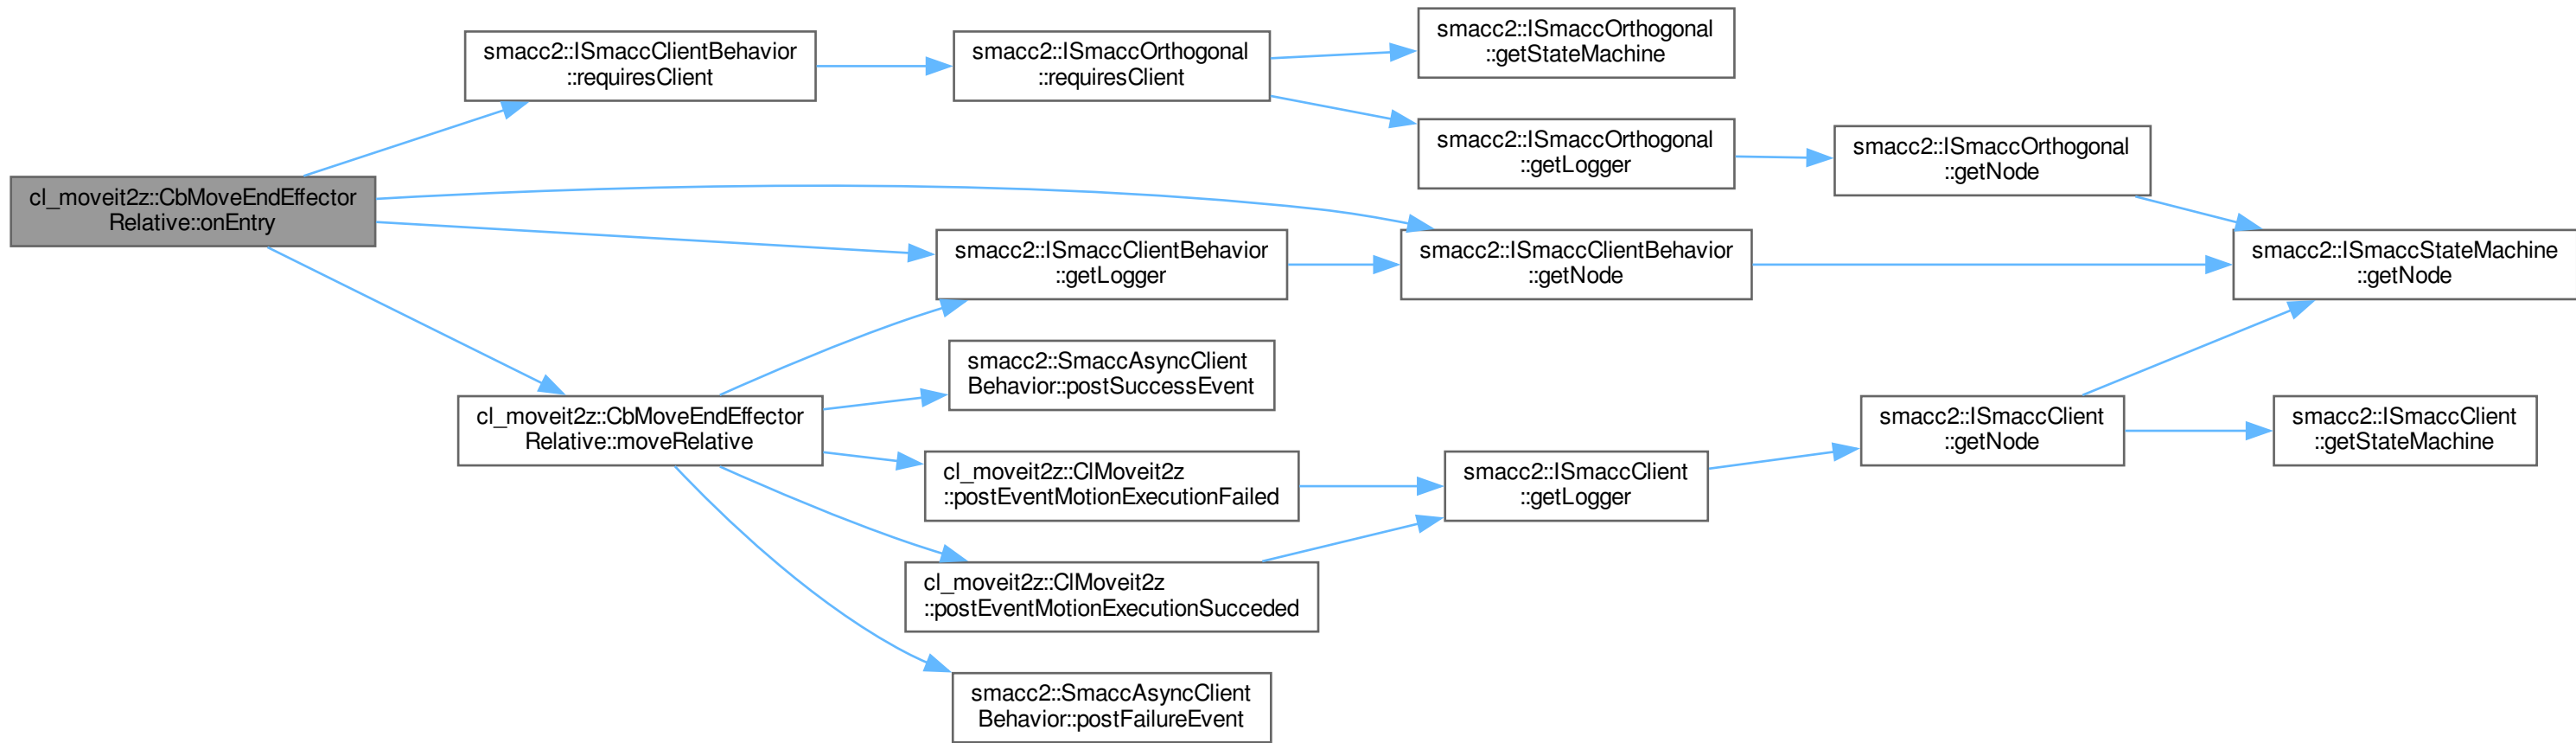 smacc2::ISmaccOrthogonal
::getStateMachine
smacc2::ISmaccClientBehavior
::requiresClient
smacc2::ISmaccOrthogonal
::requiresClient
smacc2::ISmaccOrthogonal
::getLogger
smacc2::ISmaccOrthogonal
::getNode
cl_moveit2z::CbMoveEndEffector
Relative::onEntry
smacc2::ISmaccClientBehavior
::getLogger
smacc2::ISmaccClientBehavior
::getNode
smacc2::ISmaccStateMachine
::getNode
smacc2::SmaccAsyncClient
Behavior::postSuccessEvent
cl_moveit2z::CbMoveEndEffector
Relative::moveRelative
smacc2::ISmaccClient
::getNode
smacc2::ISmaccClient
::getStateMachine
cl_moveit2z::ClMoveit2z
::postEventMotionExecutionFailed
smacc2::ISmaccClient
::getLogger
cl_moveit2z::ClMoveit2z
::postEventMotionExecutionSucceded
smacc2::SmaccAsyncClient
Behavior::postFailureEvent